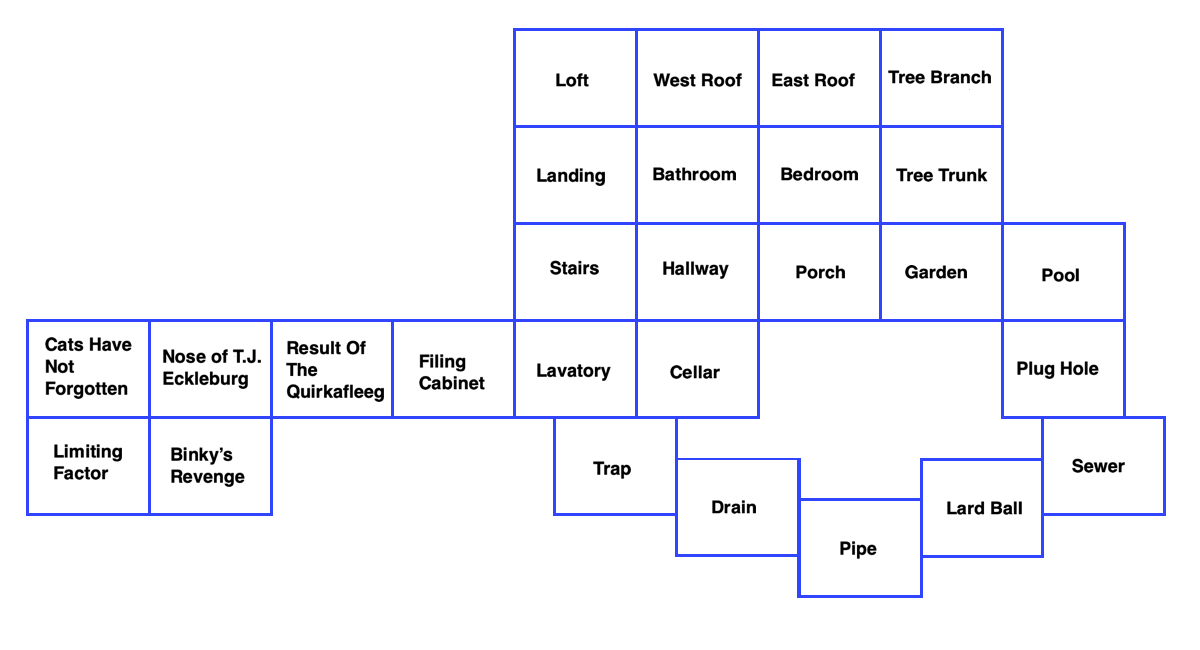 Loft
West Roof
East Roof
Tree Branch
Landing
Bathroom
Bedroom
Tree Trunk
Stairs
Hallway
Porch
Garden
Pool
Cats Have
Not
Forgotten
Nose of T.J.
Eckleburg
Result Of
The
Quirkafleeg
Filing
Cabinet
Lavatory
Cellar
Plug Hole
Limiting
Factor
Binky’s
Revenge
Trap
Drain
Pipe
Lard Ball
Sewer